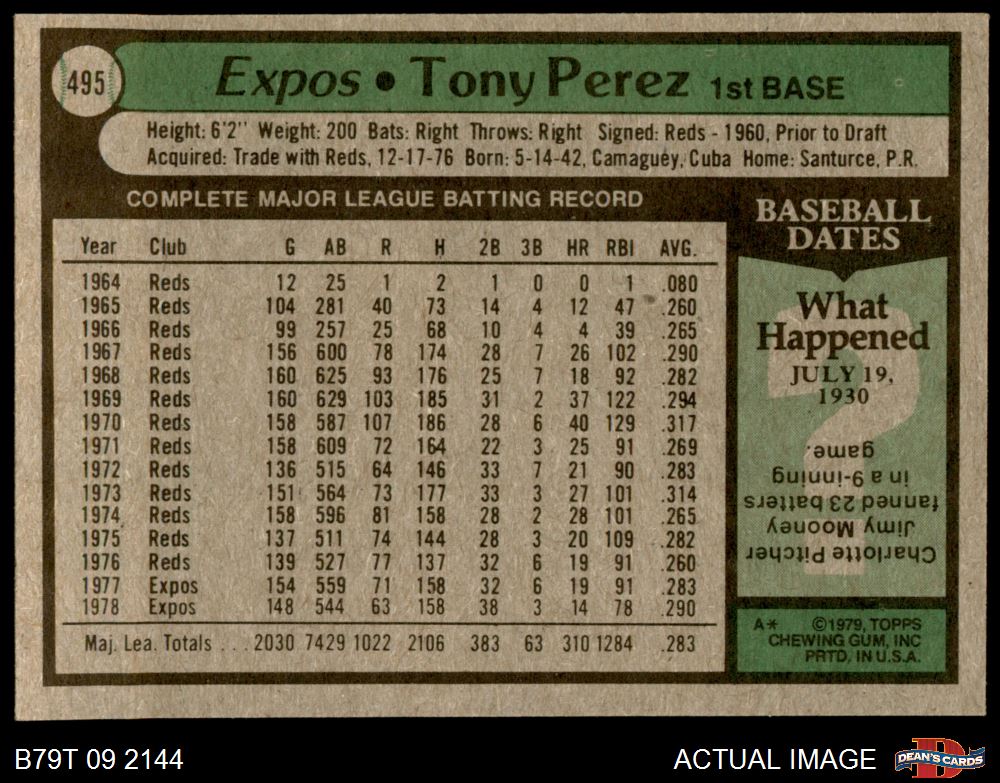 495
Expos • Tony Perez 1st BASE
Height: 6'2" Weight: 200 Bats: Right Throws: Right Signed: Reds - 1960, Prior to Draft
Acquired: Trade with Reds, 12-17-76 Born: 5-14-42, Camaguey, Cuba Home: Santurce, P.R.
COMPLETE MAJOR LEAGUE BATTING RECORD
Year Club G AB R H 2B 3B HR RBI AVG.
1964 Reds 12 25 1 2 1 0 0 1 .080
1965 Reds 104 281 40 73 14 4 12 47 .260
1966 Reds 99 257 25 68 10 4 4 39 .265
1967 Reds 156 600 78 174 28 7 26 102 .290
1968 Reds 160 625 93 176 25 7 18 92 .282
1969 Reds 160 629 103 185 31 2 37 122 .294
1970 Reds 158 587 107 186 28 6 40 129 .317
1971 Reds 158 609 72 164 22 3 25 91 .269
1972 Reds 136 515 64 146 33 7 21 90 .283
1973 Reds 151 564 73 177 33 3 27 101 .314
1974 Reds 158 596 81 158 28 2 28 101 .265
1975 Reds 137 511 74 144 28 3 20 109 .282
1976 Reds 139 527 77 137 32 6 19 91 .260
1977 Expos 154 559 71 158 32 6 19 91 .283
1978 Expos 148 544 63 158 38 3 14 78 .290
Maj. Lea. Totals . . . 2030 7429 1022 2106 383 63 310 1284 .283
BASEBALL
DATES
What
Happened
JULY 19,
1930
Charlotte Pitcher
Jimy Mooney
fanned 23 batters
in a 9-inning
game.
A* ©1979, TOPPS
CHEWING GUM, INC
PRTD. IN U.S.A.
B79T 09 2144
ACTUAL IMAGE
D
DEAN'S CARDS